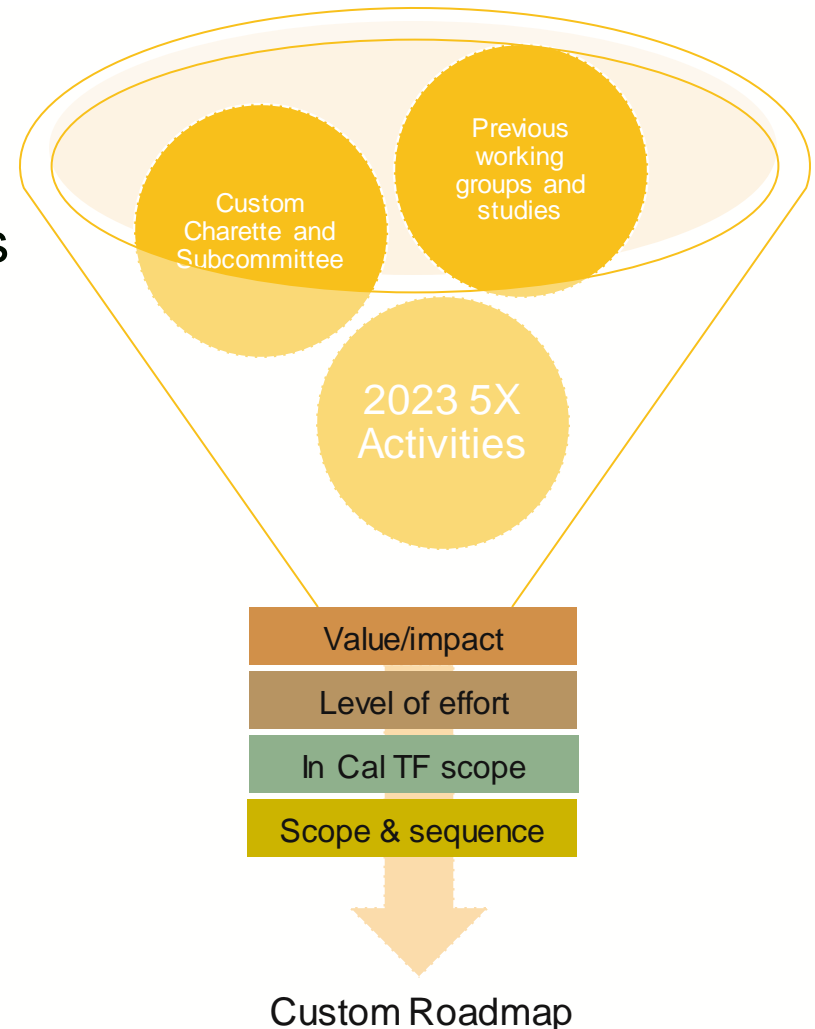 Previous
working
groups and
studies
Custom
Charette and
Subcommittee
s
2023 5X
Activities
Value/impact
Level of effort
In Cal TF scope
Scope & sequence
Custom Roadmap